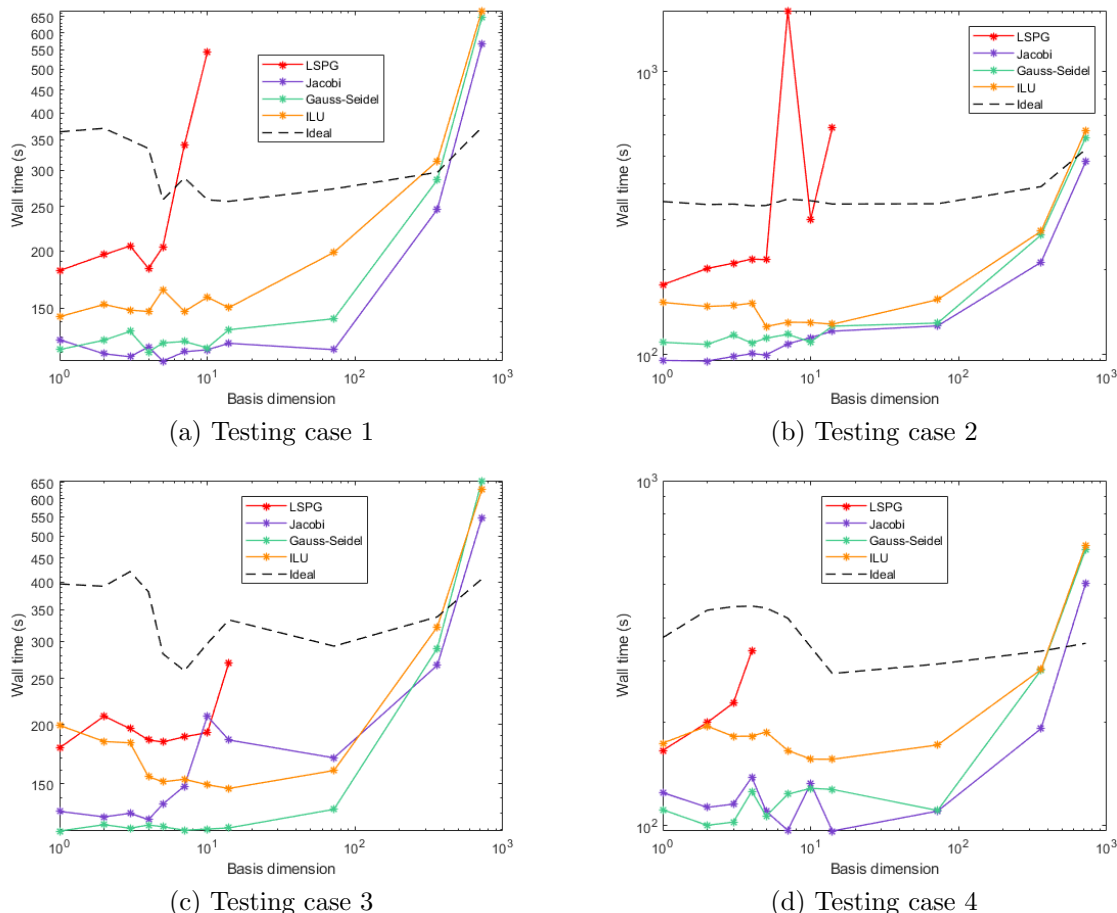 650
600
550
500
450
400
350
300
250
200
150
Wall time (s)
LSPG
Jacobi
Gauss-Seidel
ILU
Ideal
10^0 10^1 10^2 10^3
Basis dimension
(a) Testing case 1
10^3
10^2
Wall time (s)
LSPG
Jacobi
Gauss-Seidel
ILU
Ideal
10^0 10^1 10^2 10^3
Basis dimension
(b) Testing case 2
650
600
550
500
450
400
350
300
250
200
150
Wall time (s)
LSPG
Jacobi
Gauss-Seidel
ILU
Ideal
10^0 10^1 10^2 10^3
Basis dimension
(c) Testing case 3
10^3
10^2
Wall time (s)
LSPG
Jacobi
Gauss-Seidel
ILU
Ideal
10^0 10^1 10^2 10^3
Basis dimension
(d) Testing case 4